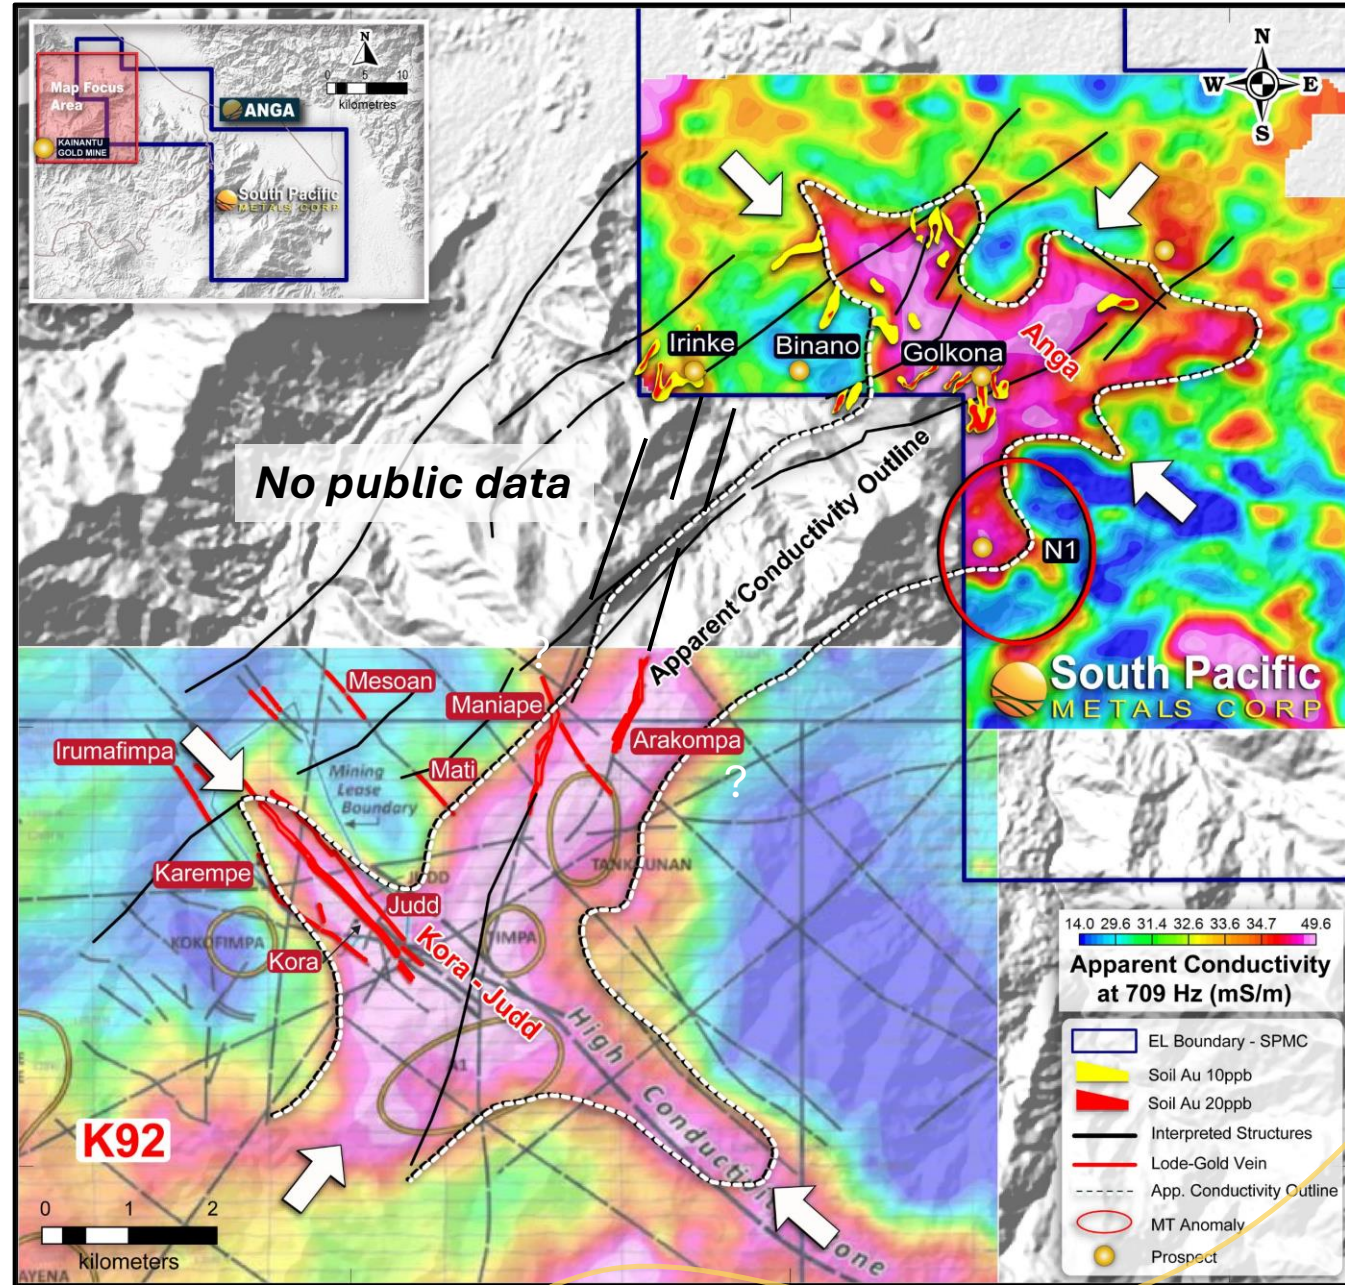 Map Focus
Area
KAINANTU
GOLD MINE
ANGA
South Pacific
METALS CORP
N
0 5 10
kilometres
N
W E
S
Irinke
Binano
Golkona
Anga
No public data
Apparent Conductivity Outline
N1
South Pacific
METALS CORP
?
Mesoan
Maniape
Irumafimpa
Mati
Arakompa
?
Mining
Lease
Boundary
Karempe
JUDD
Judd
KOKOFIMPA
Kora
Kora - Judd
TIMPA
A1
High Conductivity Zone
K92
0 1 2
kilometers
AYENA
14.0 29.6 31.4 32.6 33.6 34.7 49.6
Apparent Conductivity
at 709 Hz (mS/m)
EL Boundary - SPMC
Soil Au 10ppb
Soil Au 20ppb
Interpreted Structures
Lode-Gold Vein
App. Conductivity Outline
MT Anomaly
Prospect